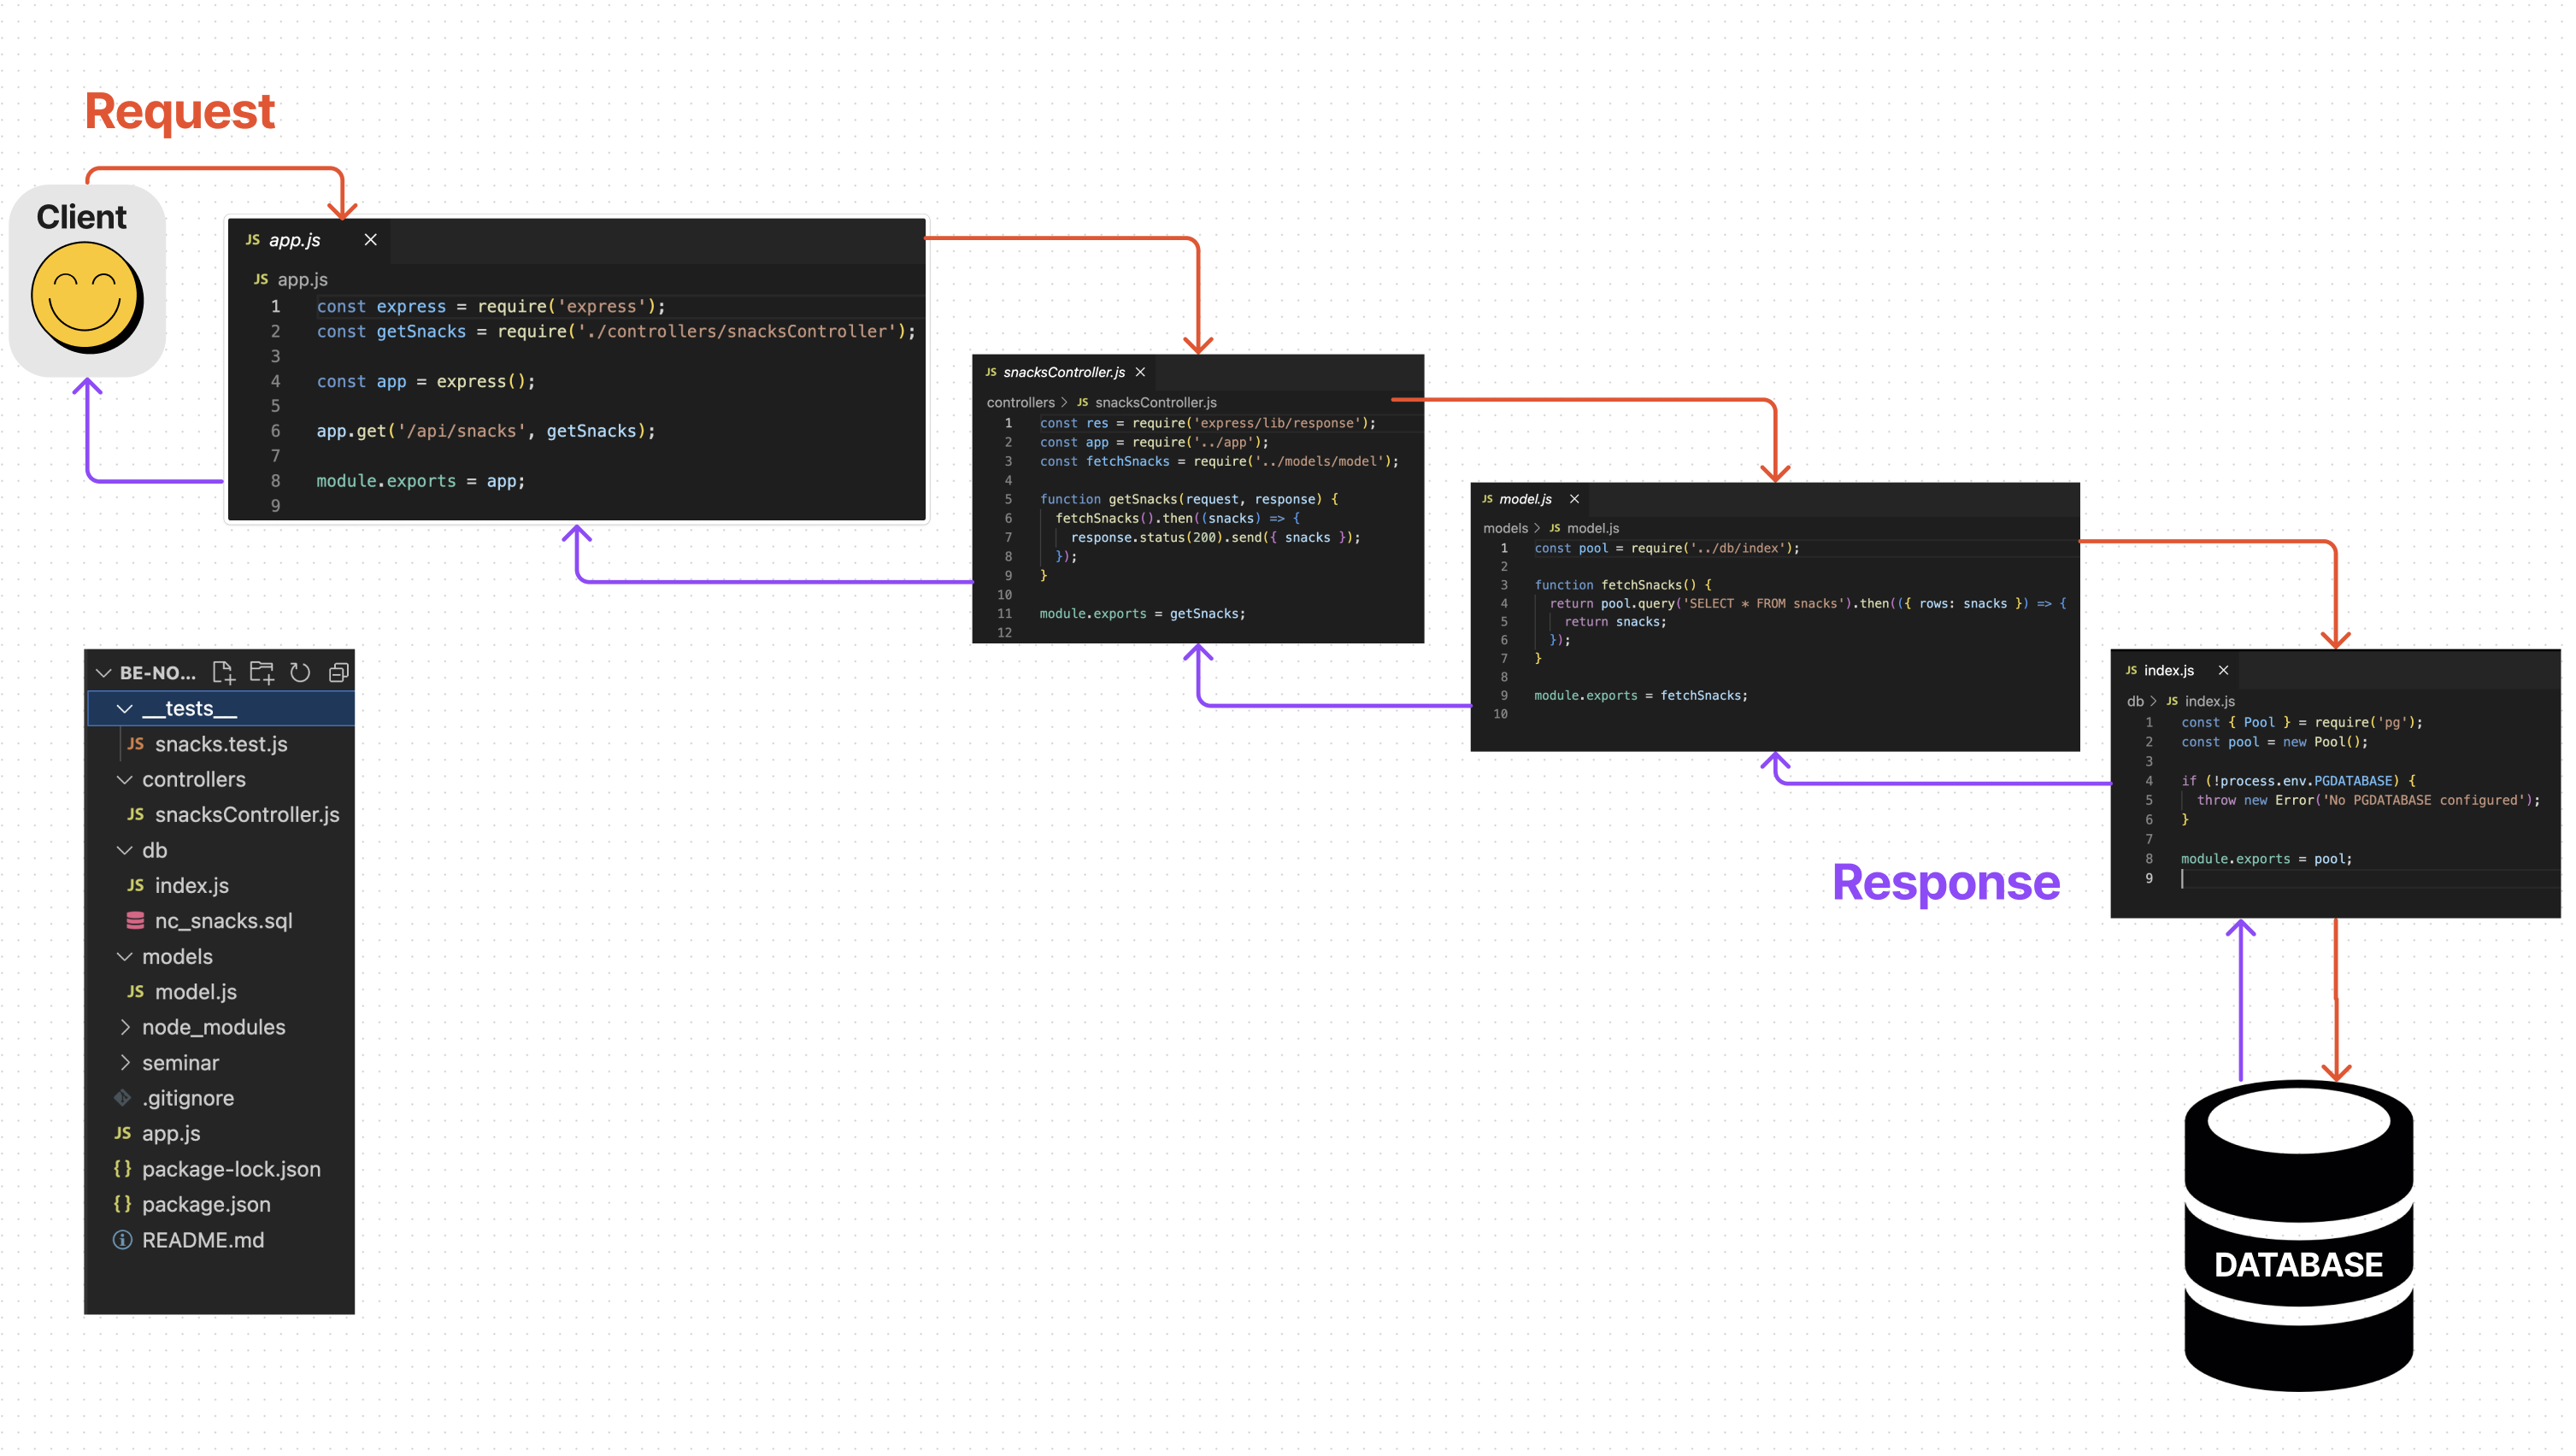 Request
Client
JS app.js ×
JS app.js
1 const express = require('express');
2 const getSnacks = require('./controllers/snacksController');
3
4 const app = express();
5
6 app.get('/api/snacks', getSnacks);
7
8 module.exports = app;
9
JS snacksController.js ×
controllers > JS snacksController.js
1 const res = require('express/lib/response');
2 const app = require('../app');
3 const fetchSnacks = require('../models/model');
4
5 function getSnacks(request, response) {
6 fetchSnacks().then((snacks) => {
7 response.status(200).send({ snacks });
8 });
9 }
10
11 module.exports = getSnacks;
12
JS model.js ×
models > JS model.js
1 const pool = require('../db/index');
2
3 function fetchSnacks() {
4 return pool.query('SELECT * FROM snacks').then(({ rows: snacks }) => {
5 return snacks;
6 });
7 }
8
9 module.exports = fetchSnacks;
10
JS index.js ×
db > JS index.js
1 const { Pool } = require('pg');
2 const pool = new Pool();
3
4 if (!process.env.PGDATABASE) {
5 throw new Error('No PGDATABASE configured');
6 }
7
8 module.exports = pool;
9
Response
DATABASE
BE-NO...
__tests__
JS snacks.test.js
controllers
JS snacksController.js
db
JS index.js
nc_snacks.sql
models
JS model.js
node_modules
seminar
.gitignore
JS app.js
{} package-lock.json
{} package.json
README.md